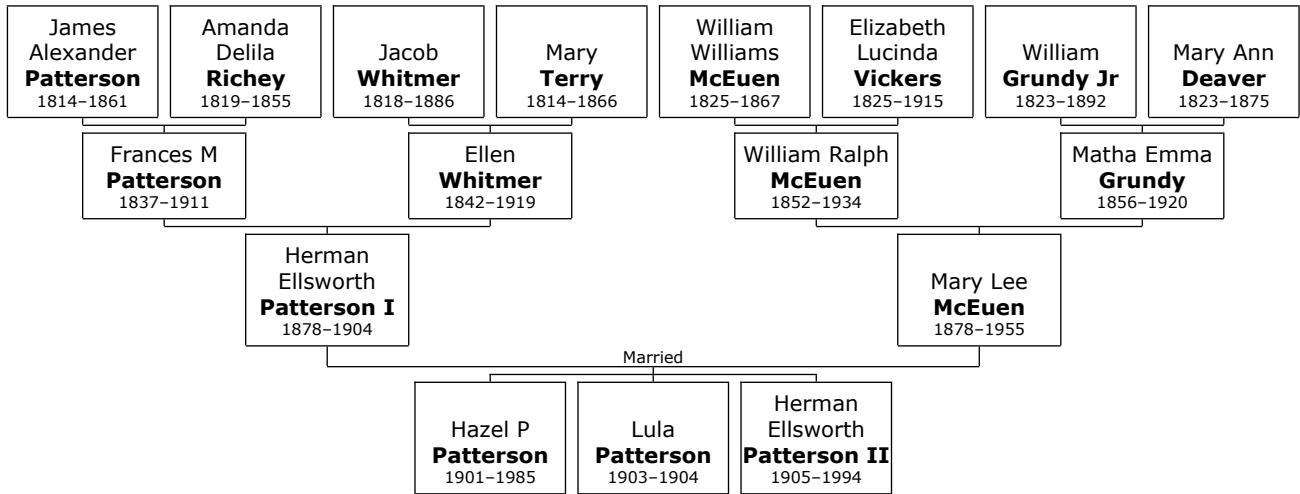 James
Alexander
Patterson
1814–1861
Amanda
Delila
Richey
1819–1855
Jacob
Whitmer
1818–1886
Mary
Terry
1814–1866
William
Williams
McEuen
1825–1867
Elizabeth
Lucinda
Vickers
1825–1915
William
Grundy Jr
1823–1892
Mary Ann
Deaver
1823–1875
Frances M
Patterson
1837–1911
Ellen
Whitmer
1842–1919
William Ralph
McEuen
1852–1934
Matha Emma
Grundy
1856–1920
Herman
Ellsworth
Patterson I
1878–1904
Mary Lee
McEuen
1878–1955
Married
Hazel P
Patterson
1901–1985
Lula
Patterson
1903–1904
Herman
Ellsworth
Patterson II
1905–1994